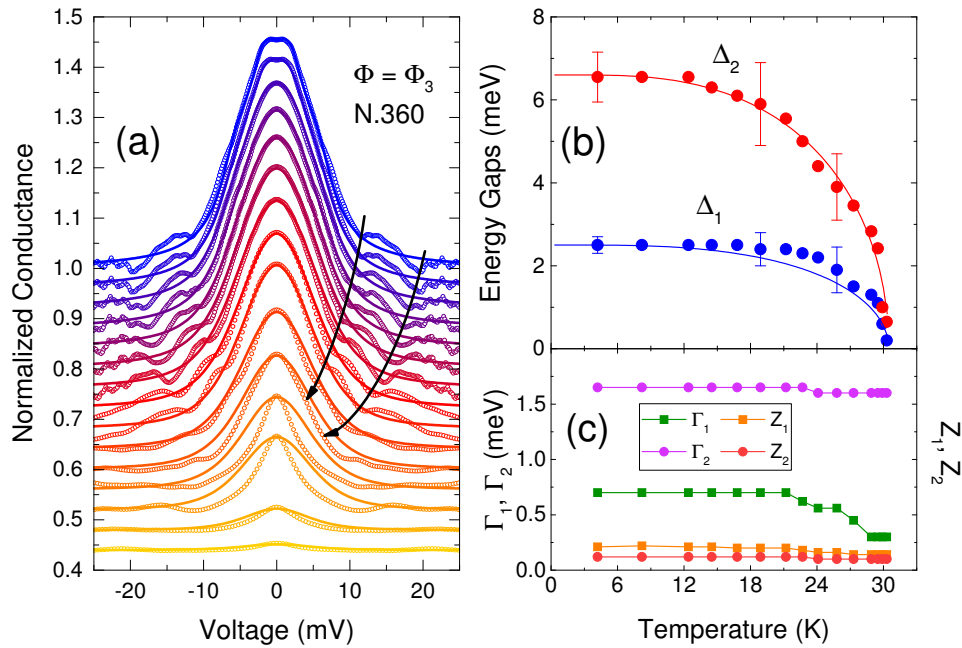 1.5
1.4
1.3
1.2
1.1
1.0
0.9
0.8
0.7
0.6
0.5
0.4
Normalized Conductance
(a)
Φ = Φ3
N.360
-20
-10
0
10
20
Voltage (mV)
8
6
4
2
0
Energy Gaps (meV)
Δ2
(b)
Δ1
1.5
1.0
0.5
0.0
Γ1, Γ2 (meV)
Γ1 Z1
Γ2 Z2
(c)
Z1, Z2
0
6
12
18
24
30
Temperature (K)